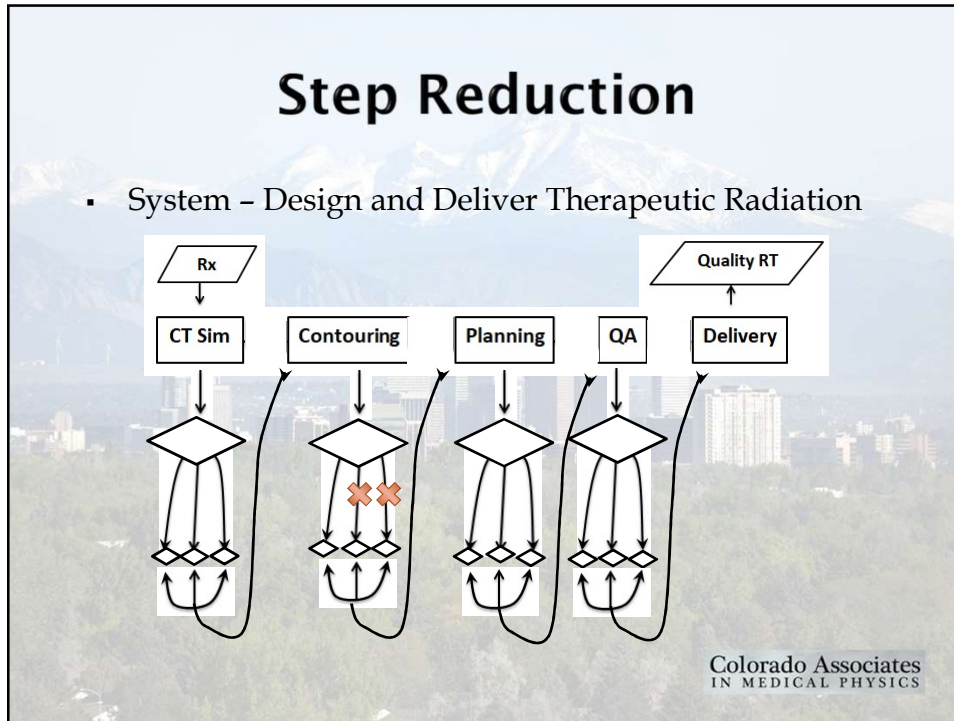 Step Reduction
▪ System – Design and Deliver Therapeutic Radiation
Rx
Quality RT
CT Sim
Contouring
Planning
QA
Delivery
Colorado Associates
IN MEDICAL PHYSICS